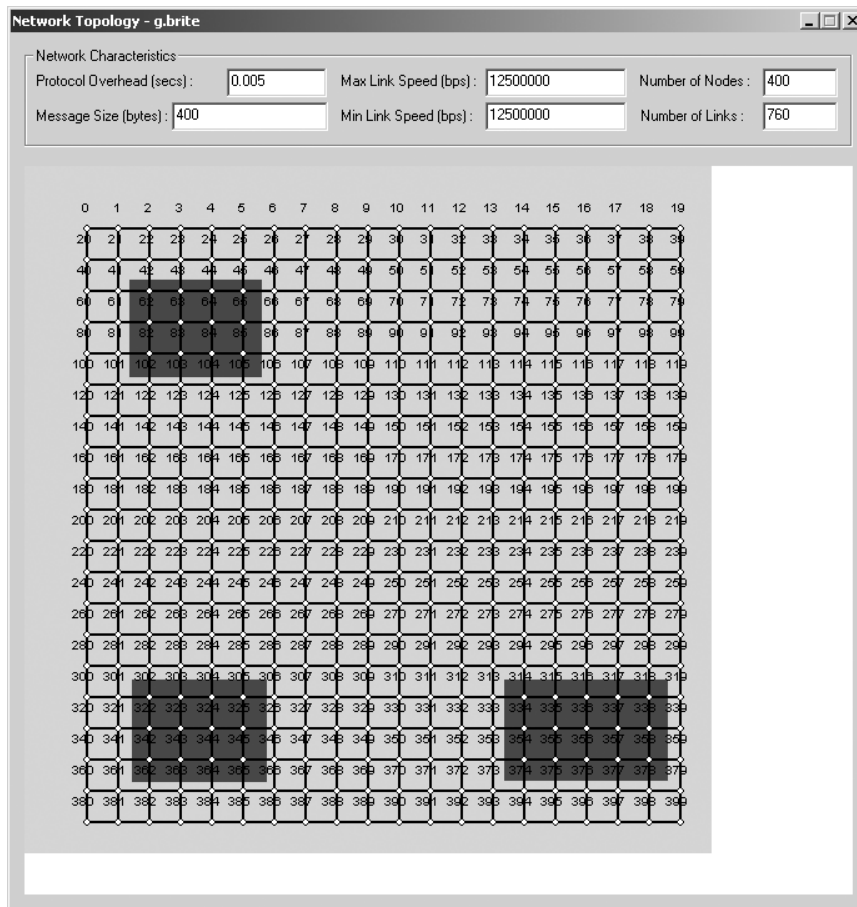 Network Topology - g.brite
Network Characteristics
Protocol Overhead (secs) : 0.005 Max Link Speed (bps) : 12500000 Number of Nodes : 400
Message Size (bytes) : 400 Min Link Speed (bps) : 12500000 Number of Links : 760
0 1 2 3 4 5 6 7 8 9 10 11 12 13 14 15 16 17 18 19
20 21 22 23 24 25 26 27 28 29 30 31 32 33 34 35 36 37 38 39
40 41 42 43 44 45 46 47 48 49 50 51 52 53 54 55 56 57 58 59
60 61 62 63 64 65 66 67 68 69 70 71 72 73 74 75 76 77 78 79
80 81 82 83 84 85 86 87 88 89 90 91 92 93 94 95 96 97 98 99
100 101 102 103 104 105 106 107 108 109 110 111 112 113 114 115 116 117 118 119
120 121 122 123 124 125 126 127 128 129 130 131 132 133 134 135 136 137 138 139
140 141 142 143 144 145 146 147 148 149 150 151 152 153 154 155 156 157 158 159
160 161 162 163 164 165 166 167 168 169 170 171 172 173 174 175 176 177 178 179
180 181 182 183 184 185 186 187 188 189 190 191 192 193 194 195 196 197 198 199
200 201 202 203 204 205 206 207 208 209 210 211 212 213 214 215 216 217 218 219
220 221 222 223 224 225 226 227 228 229 230 231 232 233 234 235 236 237 238 239
240 241 242 243 244 245 246 247 248 249 250 251 252 253 254 255 256 257 258 259
260 261 262 263 264 265 266 267 268 269 270 271 272 273 274 275 276 277 278 279
280 281 282 283 284 285 286 287 288 289 290 291 292 293 294 295 296 297 298 299
300 301 302 303 304 305 306 307 308 309 310 311 312 313 314 315 316 317 318 319
320 321 322 323 324 325 326 327 328 329 330 331 332 333 334 335 336 337 338 339
340 341 342 343 344 345 346 347 348 349 350 351 352 353 354 355 356 357 358 359
360 361 362 363 364 365 366 367 368 369 370 371 372 373 374 375 376 377 378 379
380 381 382 383 384 385 386 387 388 389 390 391 392 393 394 395 396 397 398 399